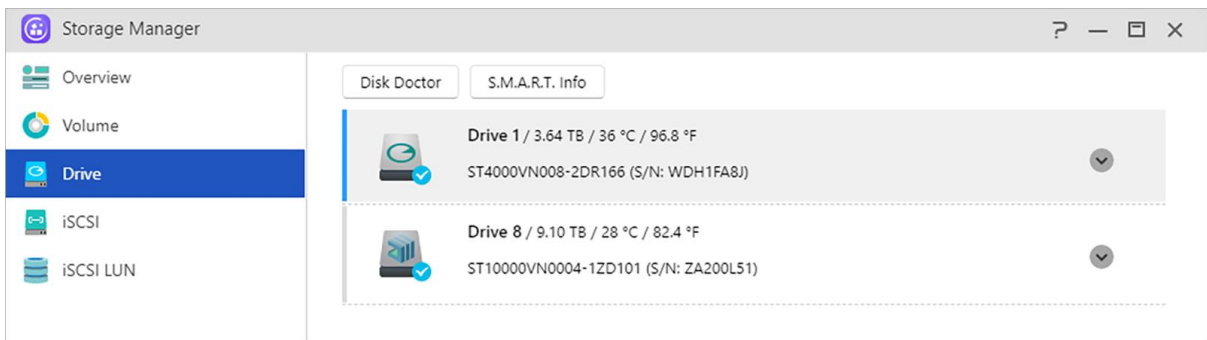 Storage Manager
Overview
Volume
Drive
iSCSI
iSCSI LUN
Disk Doctor
S.M.A.R.T. Info
Drive 1 / 3.64 TB / 36 °C / 96.8 °F
ST4000VN008-2DR166 (S/N: WDH1FA8J)
Drive 8 / 9.10 TB / 28 °C / 82.4 °F
ST10000VN0004-1ZD101 (S/N: ZA200L51)